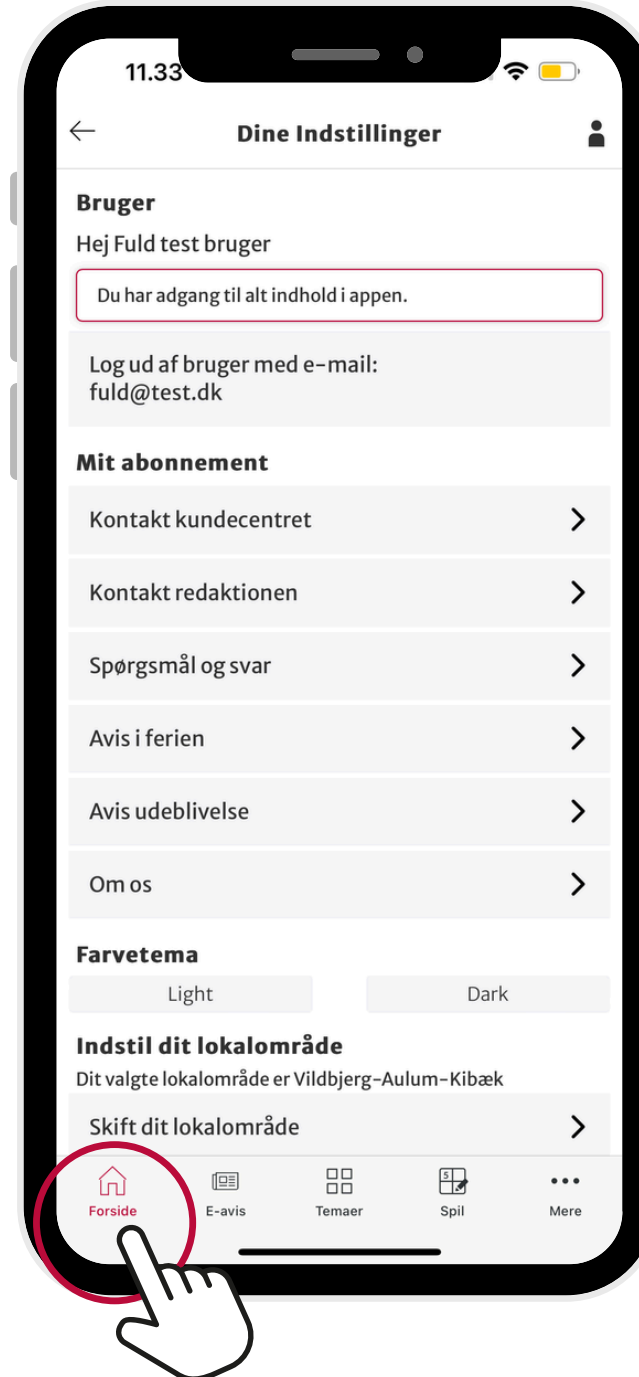 11.33
Dine Indstillinger
Bruger
Hej Fuld test bruger
Du har adgang til alt indhold i appen.
Log ud af bruger med e-mail:
fuld@test.dk
Mit abonnement
Kontakt kundecentret
Kontakt redaktionen
Spørgsmål og svar
Avis i ferien
Avis udeblivelse
Om os
Farvetema
Light Dark
Indstil dit lokalområde
Dit valgte lokalområde er Vildbjerg-Aulum-Kibæk
Skift dit lokalområde
5
Forside E-avis Temaer Spil Mere